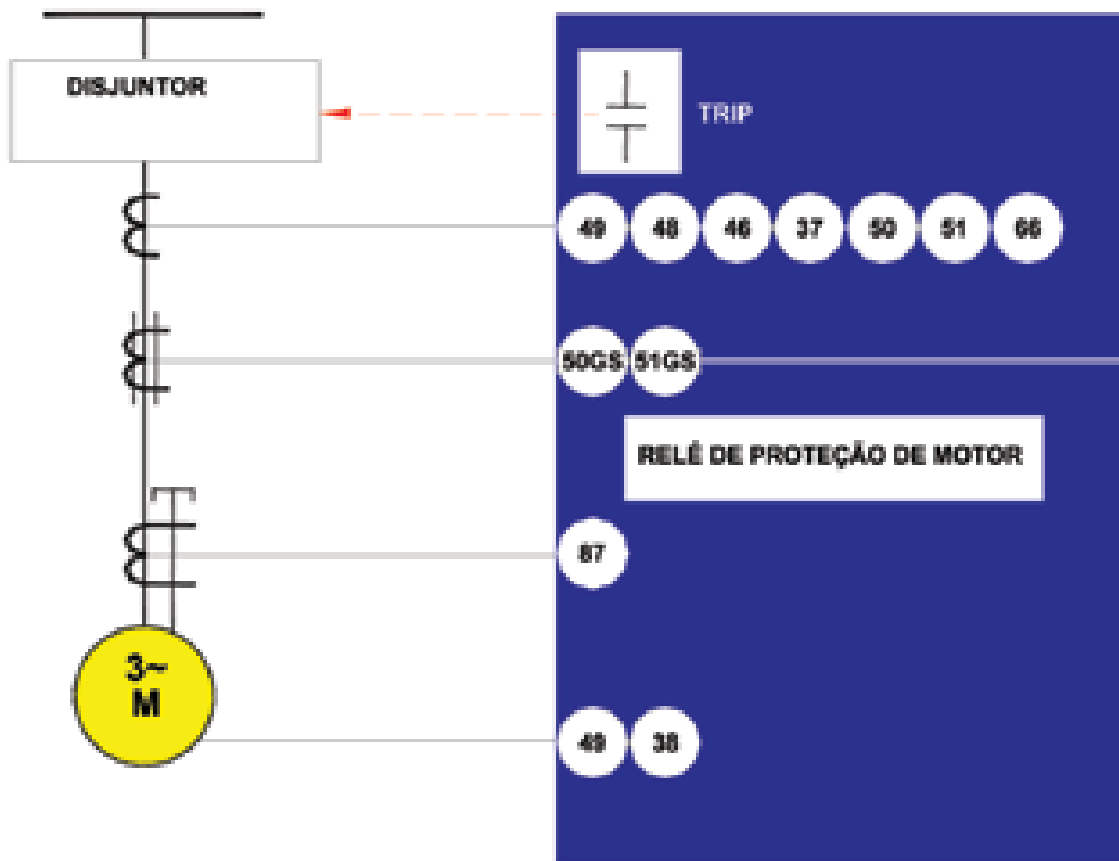 DISJUNTOR
TRIP
49 48 46 37 50 51 66
50GS 51GS
RELÉ DE PROTEÇÃO DE MOTOR
87
3~
M
49 38